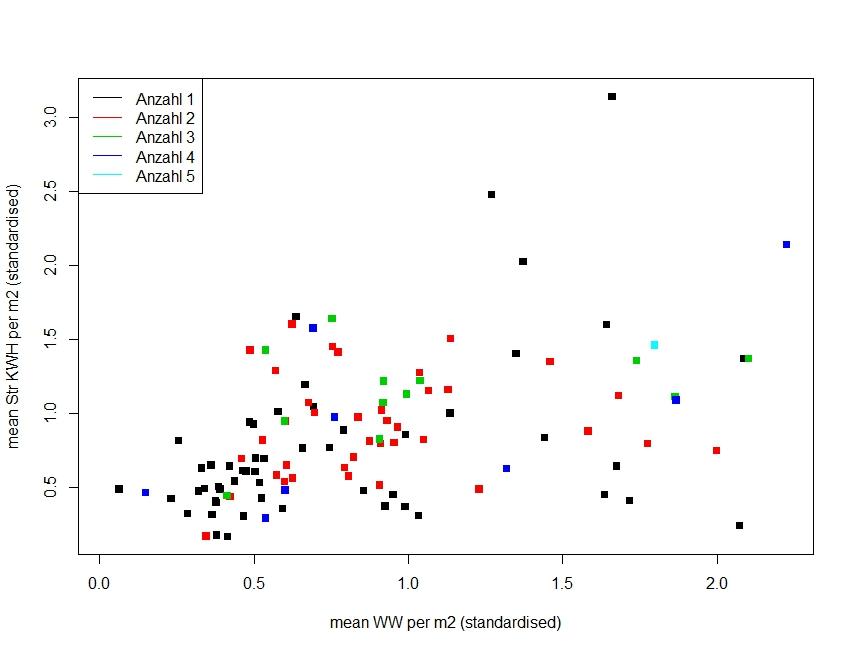 Anzahl 1
Anzahl 2
Anzahl 3
Anzahl 4
Anzahl 5
mean Str KWH per m2 (standardised)
3.0
2.5
2.0
1.5
1.0
0.5
0.0 0.5 1.0 1.5 2.0
mean WW per m2 (standardised)